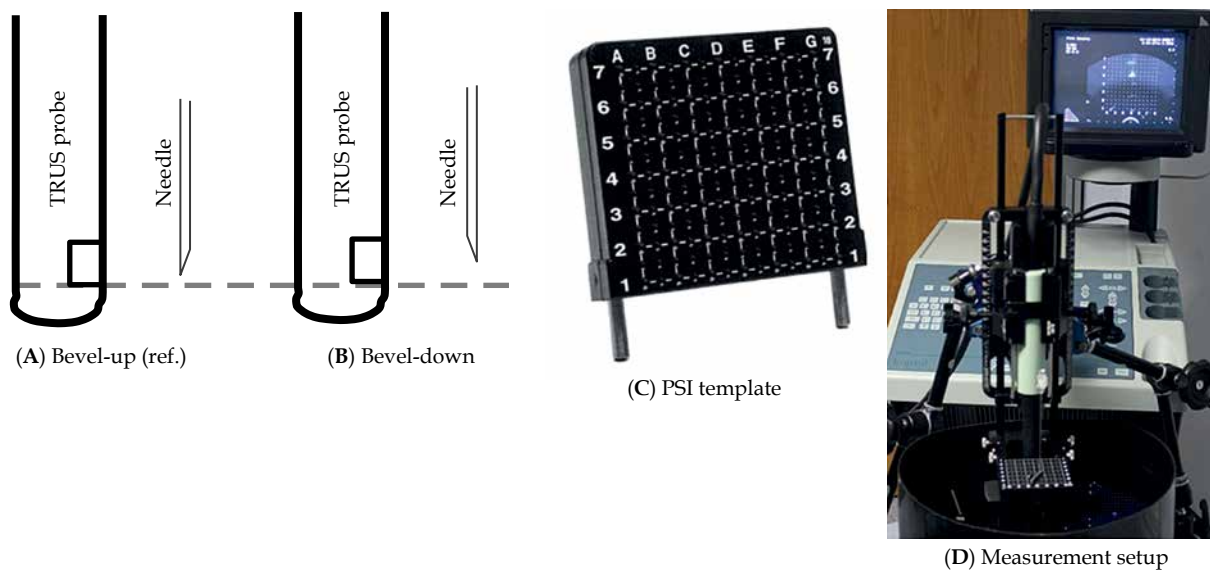 TRUS probe
Needle
TRUS probe
Needle
(A) Bevel-up (ref.)
(B) Bevel-down
A B C D E F G 18
7 7
6 6
5 5
4 4
3 3
2 2
1 1
(C) PSI template
(D) Measurement setup